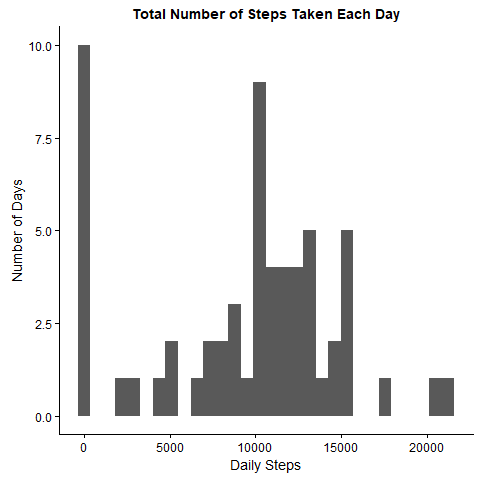 Total Number of Steps Taken Each Day
10.0
7.5
5.0
2.5
0.0
Number of Days
0 5000 10000 15000 20000
Daily Steps